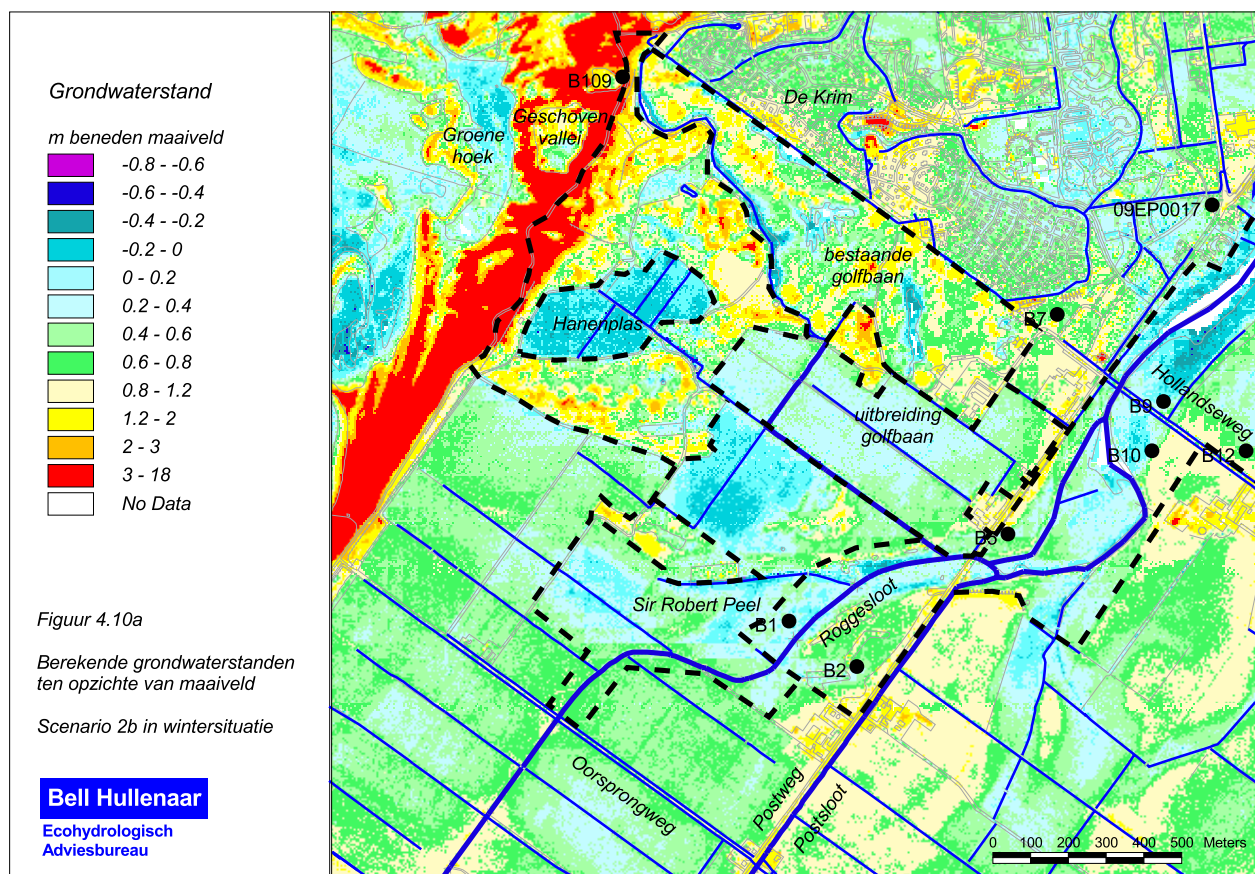 Grondwaterstand
m beneden maaiveld
-0.8 - -0.6
-0.6 - -0.4
-0.4 - -0.2
-0.2 - 0
0 - 0.2
0.2 - 0.4
0.4 - 0.6
0.6 - 0.8
0.8 - 1.2
1.2 - 2
2 - 3
3 - 18
No Data
Figuur 4.10a
Berekende grondwaterstanden
ten opzichte van maaiveld
Scenario 2b in wintersituatie
Bell Hullenaar
Ecohydrologisch
Adviesbureau
B109
De Krim
Geschoven
vallei
Groene
hoek
09EP0017
bestaande
golfbaan
Hanenplas
B7
Hollandseweg
B9
uitbreiding
golfbaan
B10
B12
B5
Sir Robert Peel
B1
Roggesloot
B2
Oorsprongweg
Postweg
Postsloot
0 100 200 300 400 500 Meters